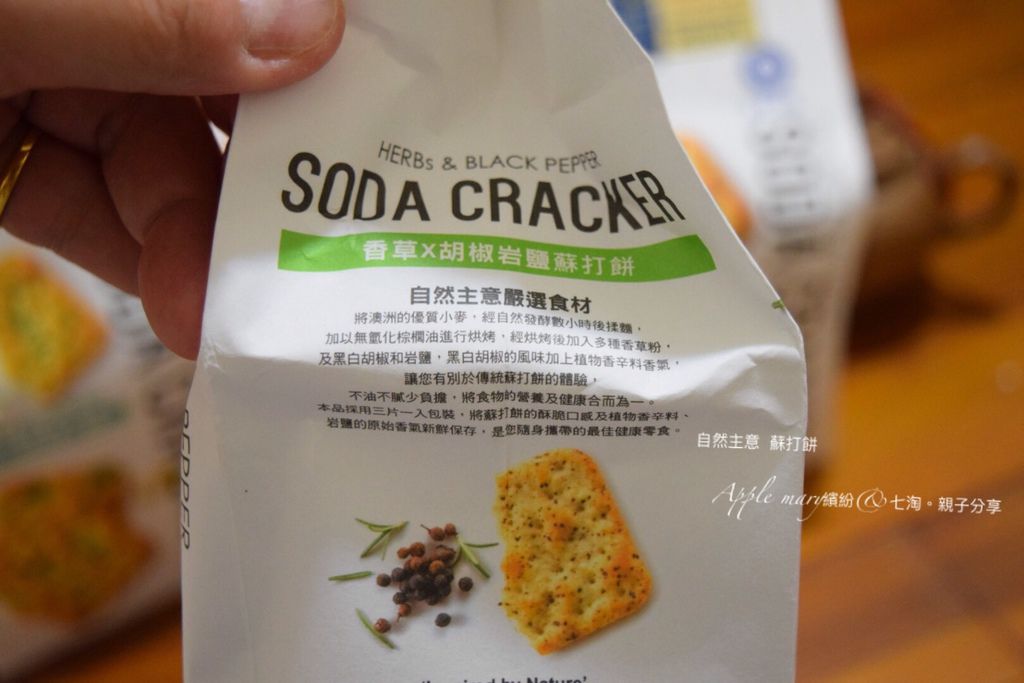 HERBs & BLACK PEPPER
SODA CRACKER
香草X胡椒岩鹽蘇打餅
自然主意嚴選食材
將澳洲的優質小麥，經自然發酵數小時後揉麵，
加以無氫化棕櫚油進行烘烤，經烘烤後加入多種香草粉，
及黑白胡椒和岩鹽，黑白胡椒的風味加上植物香辛料香氣，
讓您有別於傳統蘇打餅的體驗，
不油不膩少負擔，將食物的營養及健康合而為一。
本品採用三片一入包裝，將蘇打餅的酥脆口感及植物香辛料、
岩鹽的原始香氣新鮮保存，是您隨身攜帶的最佳健康零食。
PEPPER
自然主意 蘇打餅
Apple mary繽紛@七淘。親子分享
by Nature'